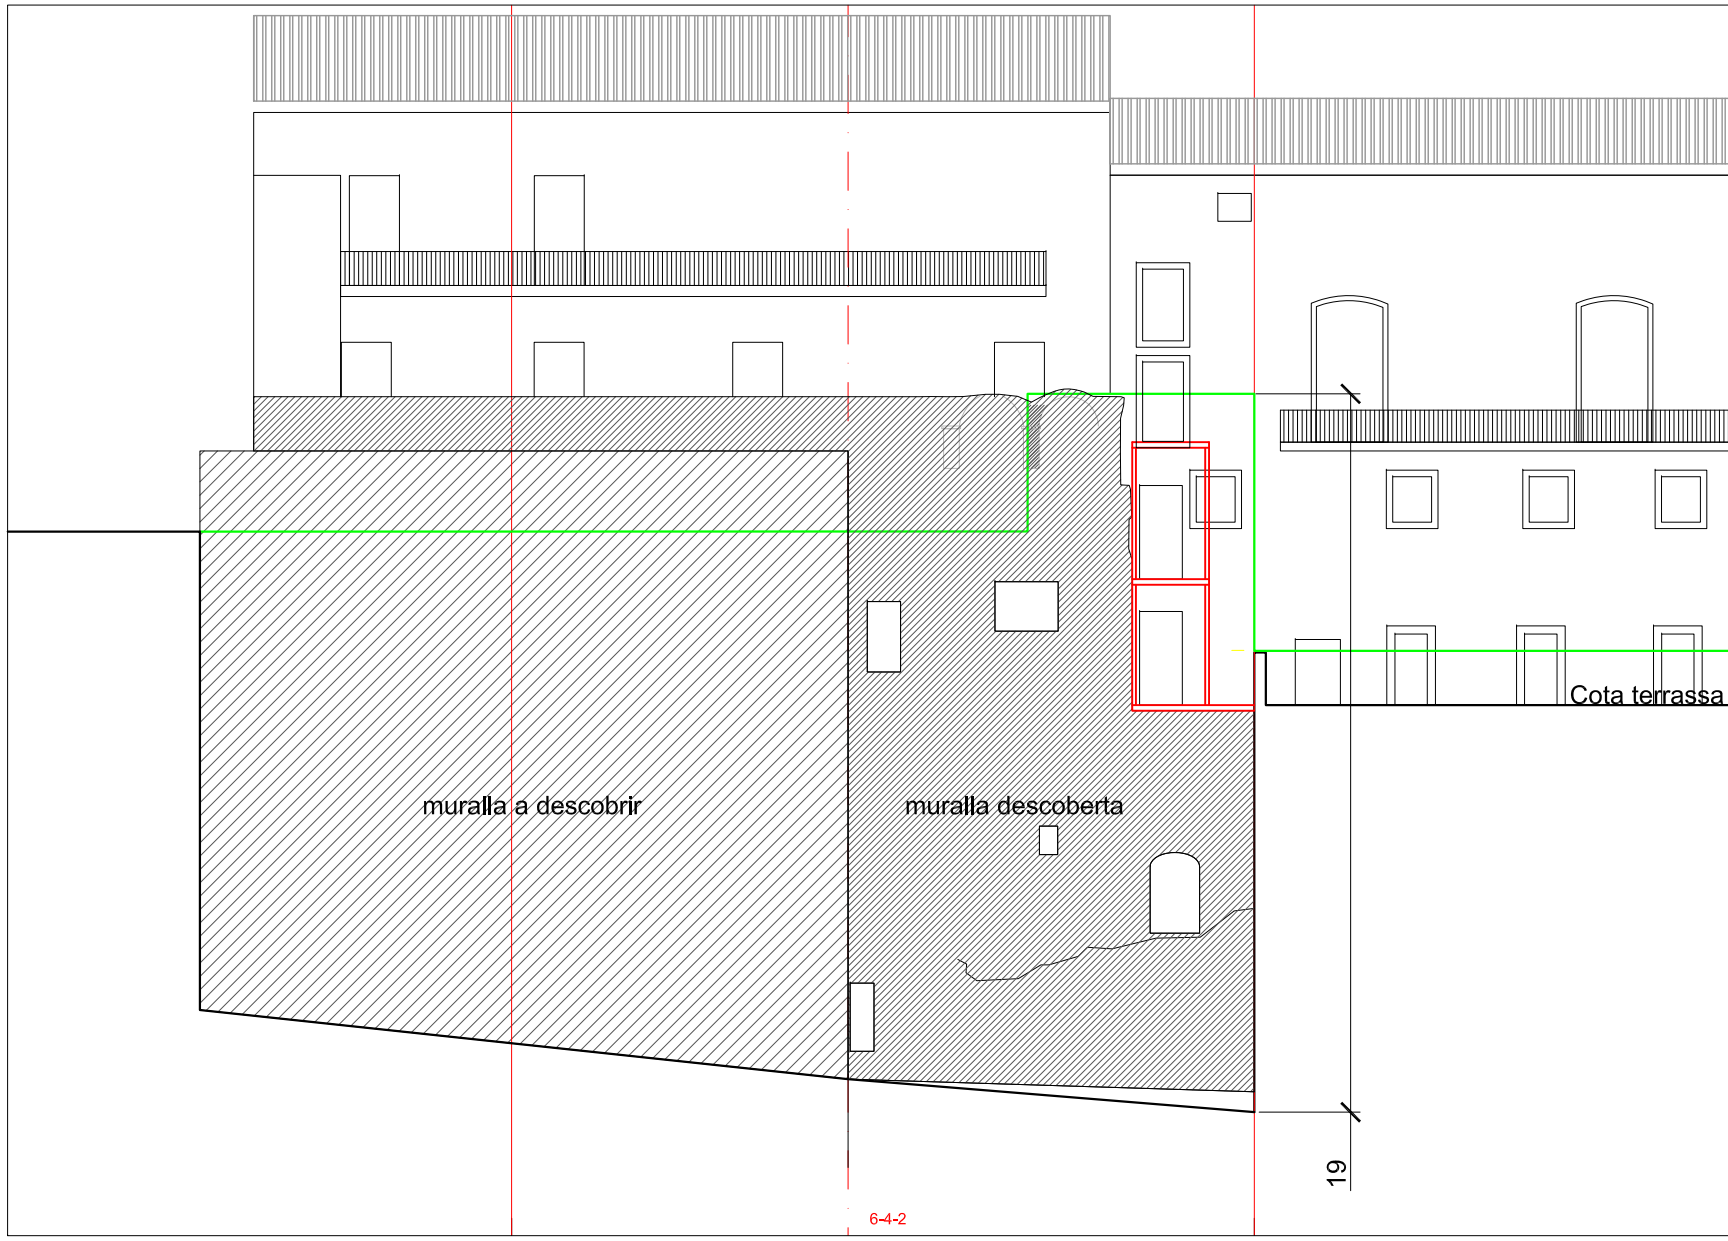 Cota terrassa
muralla a descobrir
muralla descoberta
19
6-4-2